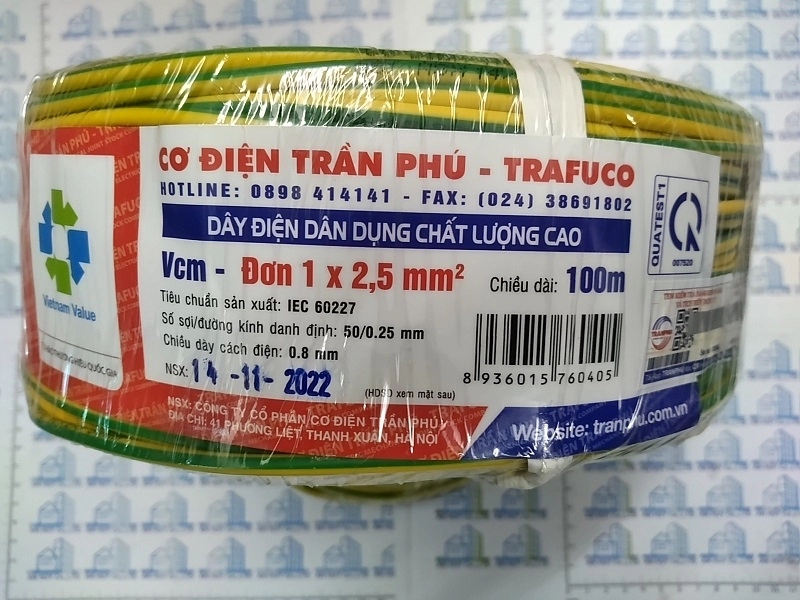 CƠ ĐIỆN TRẦN PHÚ - TRAFUCO
HOTLINE: 0898 414141 - FAX: (024) 38691802
DÂY ĐIỆN DÂN DỤNG CHẤT LƯỢNG CAO
Vcm - Đơn 1 x 2,5 mm²
Chiều dài: 100m
Tiêu chuẩn sản xuất: IEC 60227
Số sợi/đường kính danh định: 50/0.25 mm
Chiều dày cách điện: 0.8 mm
NSX: 14 -11- 2022
(HDSD xem mặt sau)
8 936015 760405
NSX: CÔNG TY CỔ PHẦN CƠ ĐIỆN TRẦN PHÚ
ĐỊA CHỈ: 41 PHƯƠNG LIỆT, THANH XUÂN, HÀ NỘI
Website: tranphu.com.vn
Vietnam Value
QUATEST1
007520